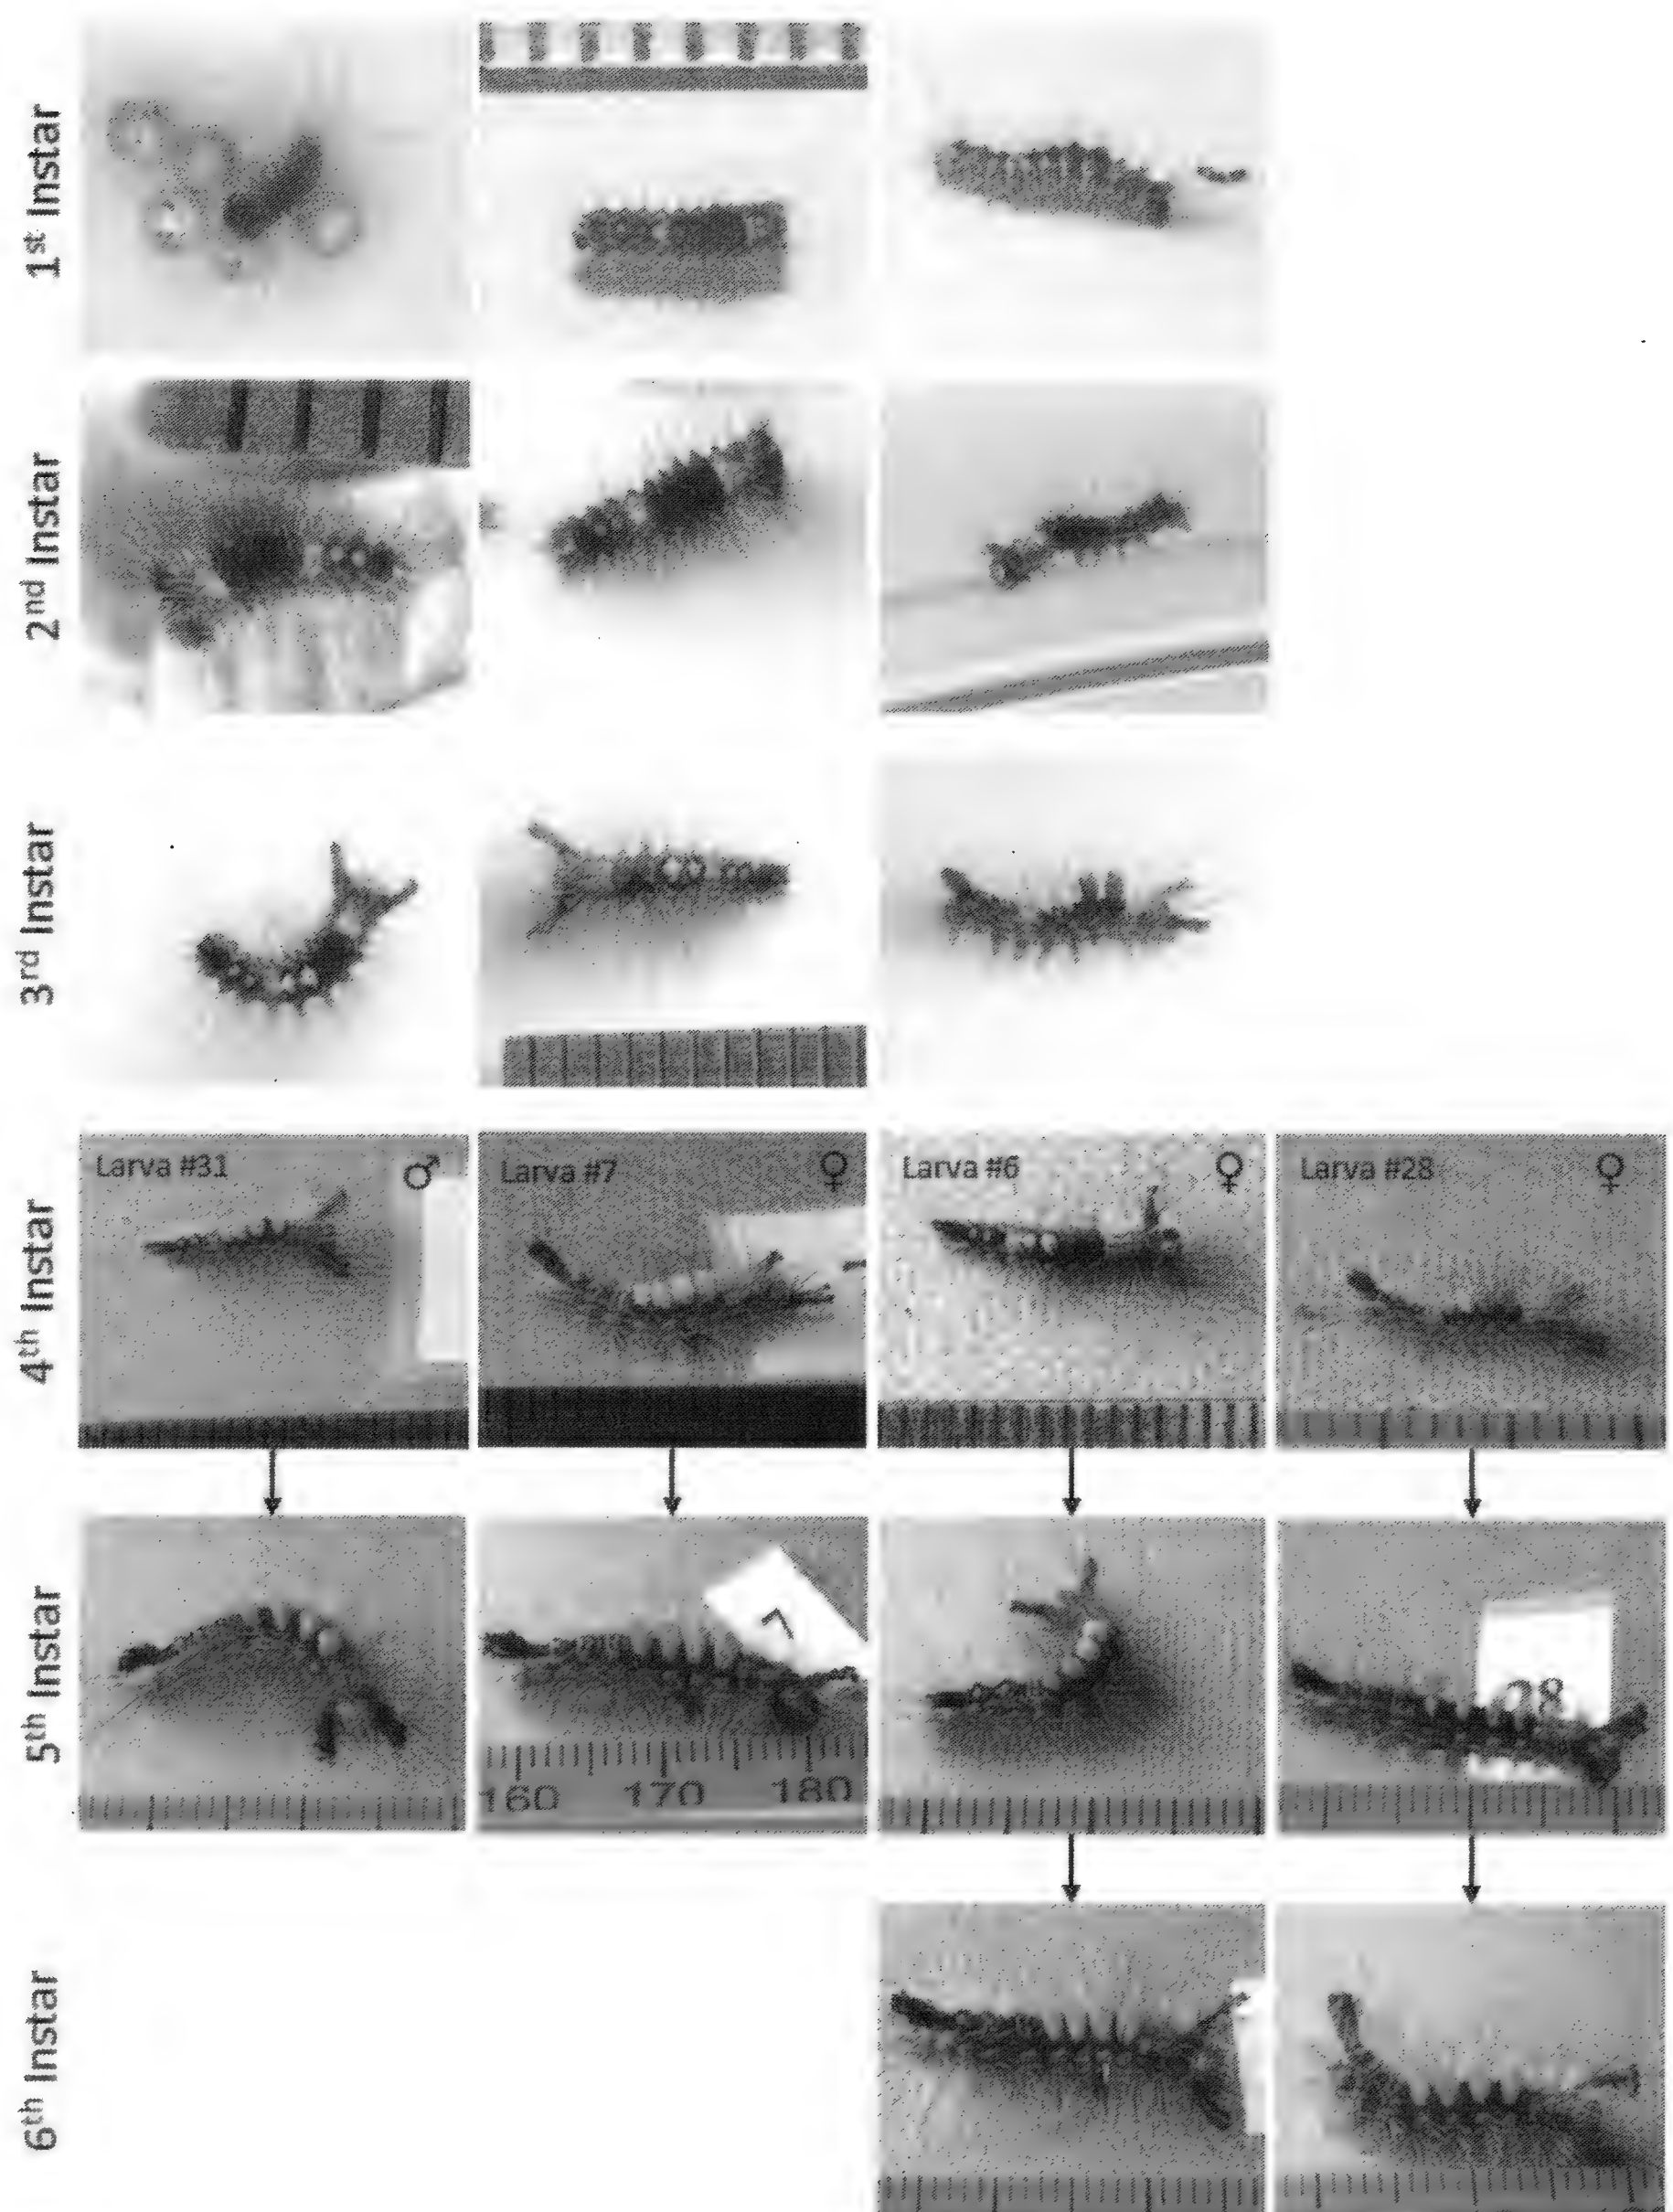 1st Instar
2nd Instar
3rd Instar
4th Instar
Larva #31 ♂
Larva #7 ♀
Larva #6 ♀
Larva #28 ♀
5th Instar
7
28
160 170 180
6th Instar